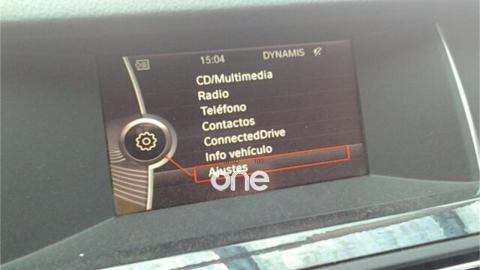 15:04 DYNAMIS
CD/Multimedia
Radio
Teléfono
Contactos
ConnectedDrive
Info vehículo
Ajustes
one